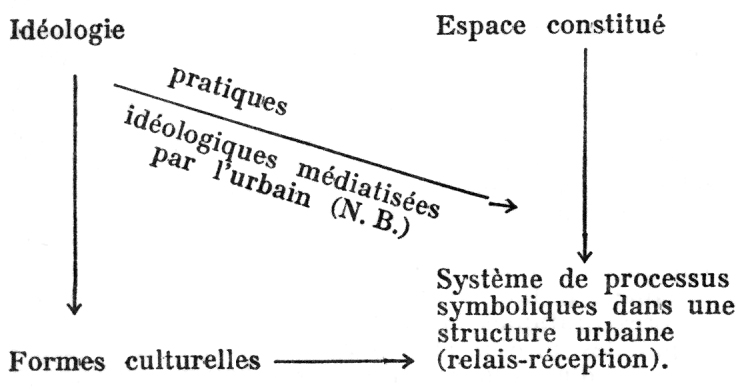 Idéologie
Espace constitué
pratiques
idéologiques médiatisées
par l'urbain (N. B.)
Système de processus
symboliques dans une
structure urbaine
(relais-réception).
Formes culturelles